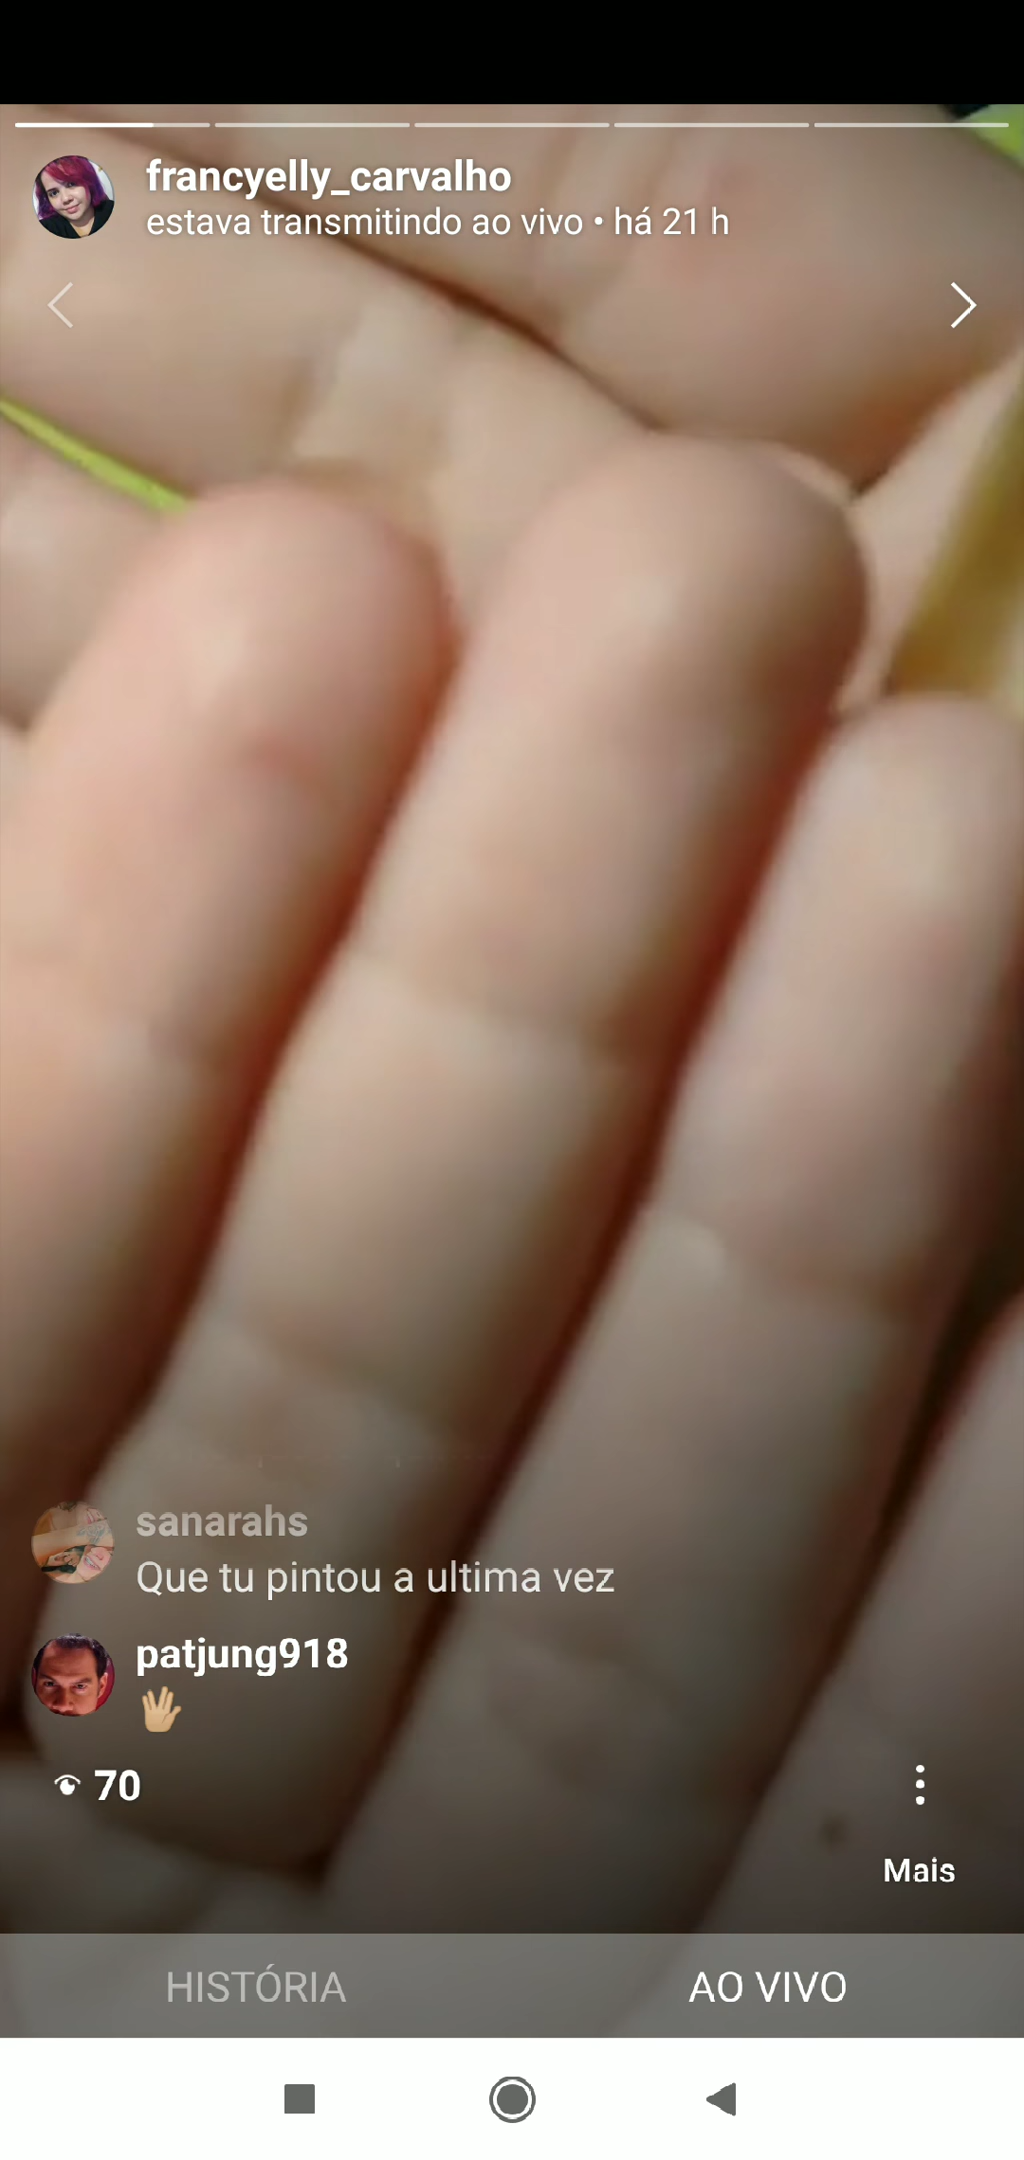 francyelly_carvalho
estava transmitindo ao vivo • há 21 h
sanarahs
Que tu pintou a ultima vez
patjung918
🖖🏼
70
Mais
HISTÓRIA
AO VIVO